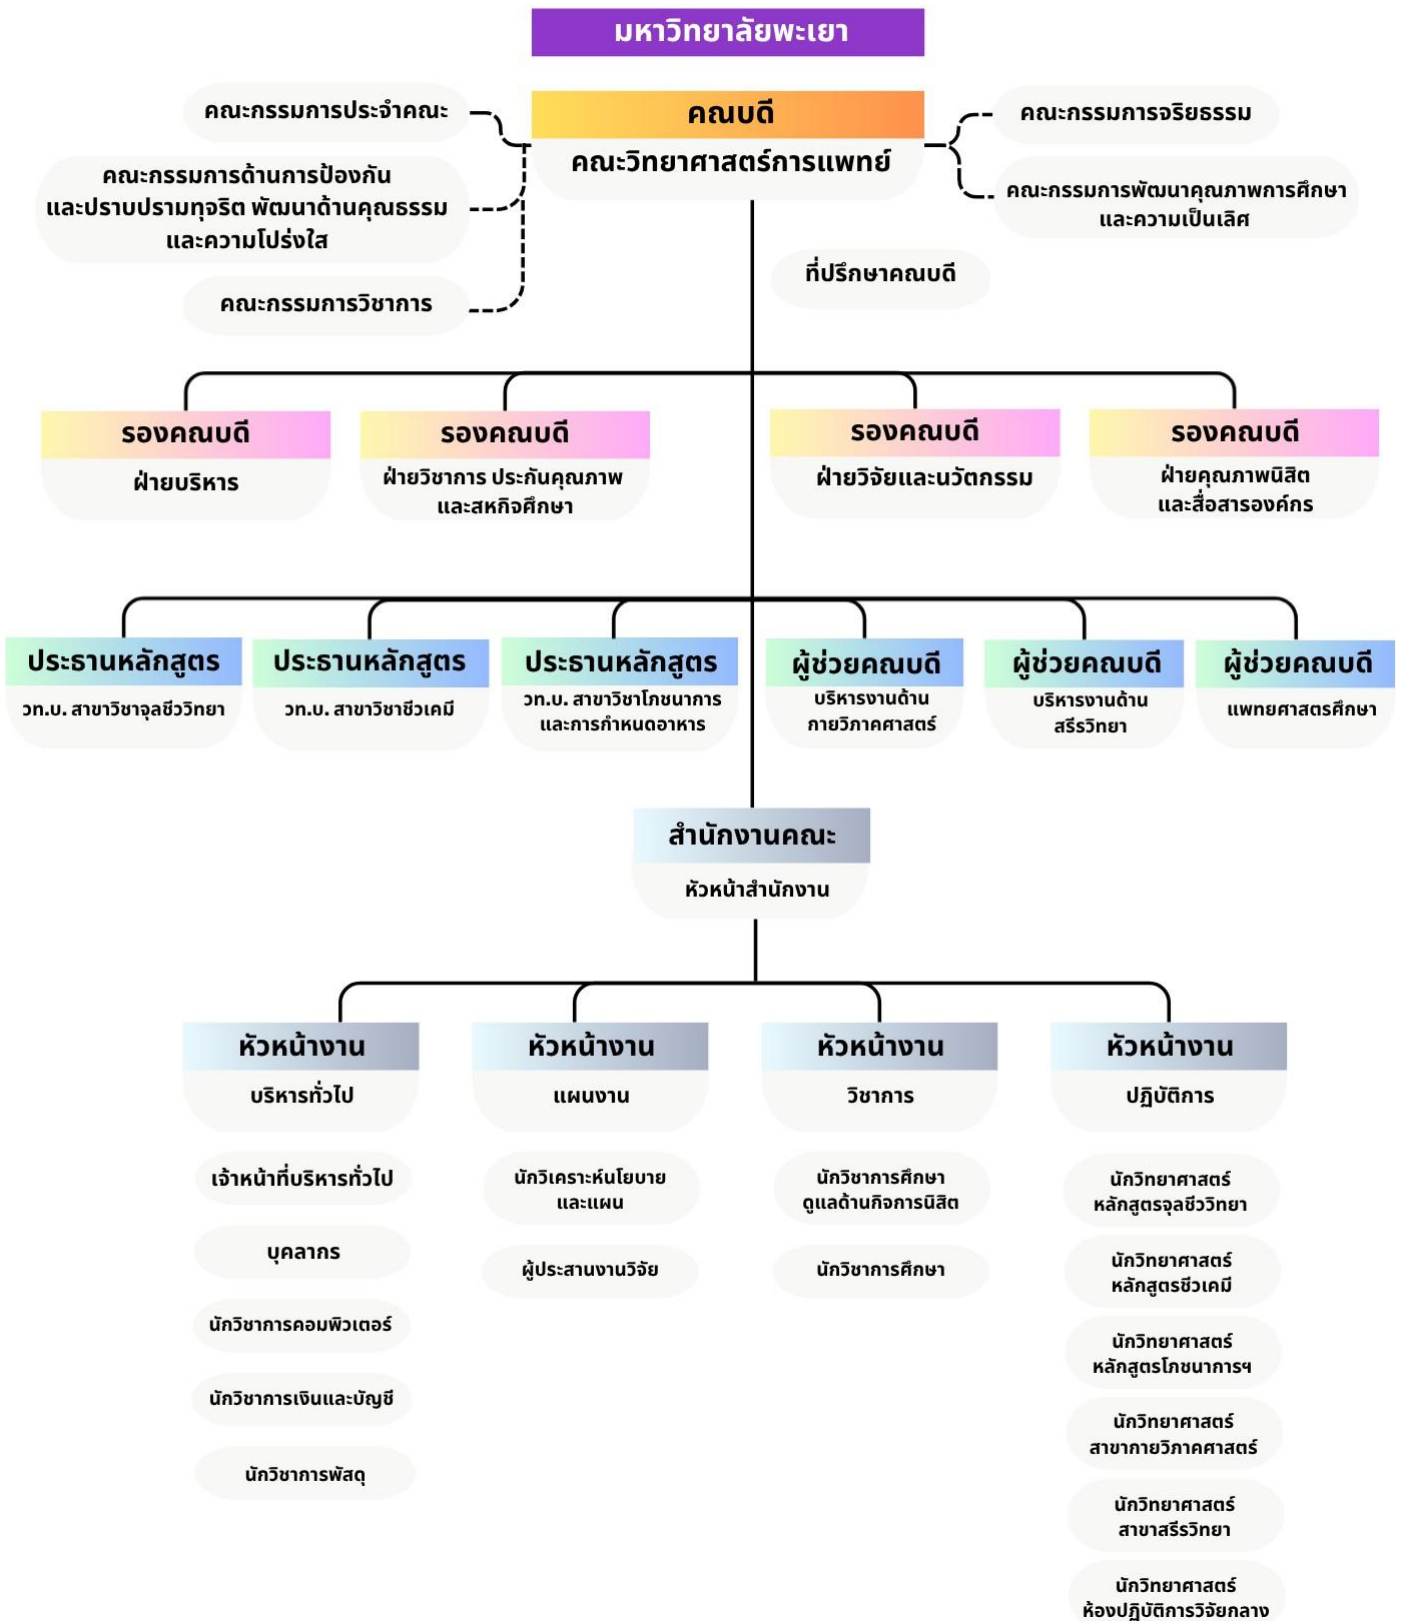 มหาวิทยาลัยพะเยา
คณบดี
คณะวิทยาศาสตร์การแพทย์
คณะกรรมการประจำคณะ
คณะกรรมการด้านการป้องกัน
และปราบปรามทุจริต พัฒนาด้านคุณธรรม
และความโปร่งใส
คณะกรรมการวิชาการ
คณะกรรมการจริยธรรม
คณะกรรมการพัฒนาคุณภาพการศึกษา
และความเป็นเลิศ
ที่ปรึกษาคณบดี
รองคณบดี
ฝ่ายบริหาร
รองคณบดี
ฝ่ายวิชาการ ประกันคุณภาพ
และสหกิจศึกษา
รองคณบดี
ฝ่ายวิจัยและนวัตกรรม
รองคณบดี
ฝ่ายคุณภาพนิสิต
และสื่อสารองค์กร
ประธานหลักสูตร
วท.บ. สาขาวิชาจุลชีววิทยา
ประธานหลักสูตร
วท.บ. สาขาวิชาชีวเคมี
ประธานหลักสูตร
วท.บ. สาขาวิชาโภชนาการ
และการกำหนดอาหาร
ผู้ช่วยคณบดี
บริหารงานด้าน
กายวิภาคศาสตร์
ผู้ช่วยคณบดี
บริหารงานด้าน
สรีรวิทยา
ผู้ช่วยคณบดี
แพทยศาสตรศึกษา
สำนักงานคณะ
หัวหน้าสำนักงาน
หัวหน้างาน
บริหารทั่วไป
เจ้าหน้าที่บริหารทั่วไป
บุคลากร
นักวิชาการคอมพิวเตอร์
นักวิชาการเงินและบัญชี
นักวิชาการพัสดุ
หัวหน้างาน
แผนงาน
นักวิเคราะห์นโยบาย
และแผน
ผู้ประสานงานวิจัย
หัวหน้างาน
วิชาการ
นักวิชาการศึกษา
ดูแลด้านกิจการนิสิต
นักวิชาการศึกษา
หัวหน้างาน
ปฏิบัติการ
นักวิทยาศาสตร์
หลักสูตรจุลชีววิทยา
นักวิทยาศาสตร์
หลักสูตรชีวเคมี
นักวิทยาศาสตร์
หลักสูตรโภชนาการฯ
นักวิทยาศาสตร์
สาขากายวิภาคศาสตร์
นักวิทยาศาสตร์
สาขาสรีรวิทยา
นักวิทยาศาสตร์
ห้องปฏิบัติการวิจัยกลาง